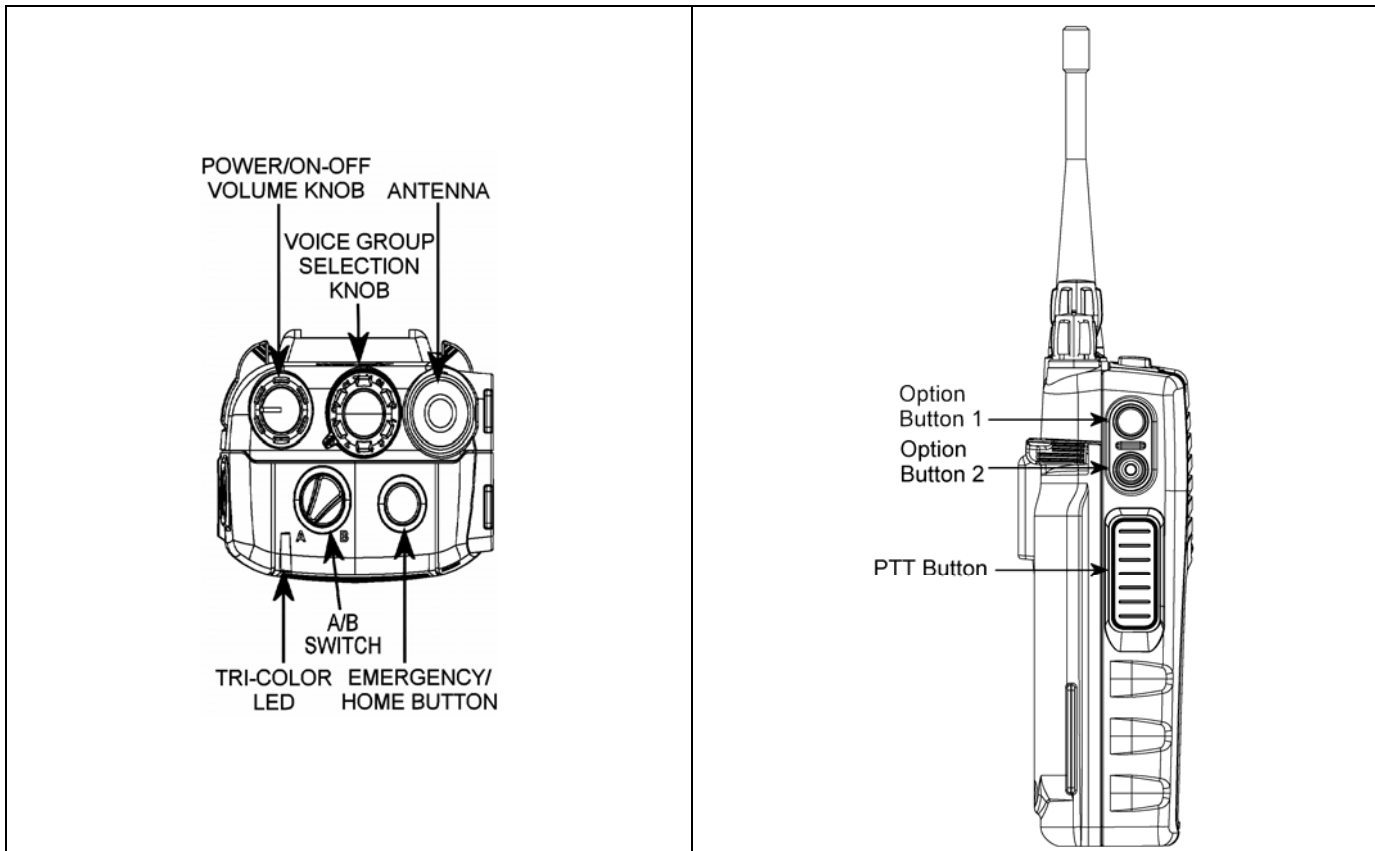 POWER/ON-OFF
VOLUME KNOB
ANTENNA
VOICE GROUP
SELECTION
KNOB
A
B
A/B
SWITCH
TRI-COLOR
LED
EMERGENCY/
HOME BUTTON
Option
Button 1
Option
Button 2
PTT Button